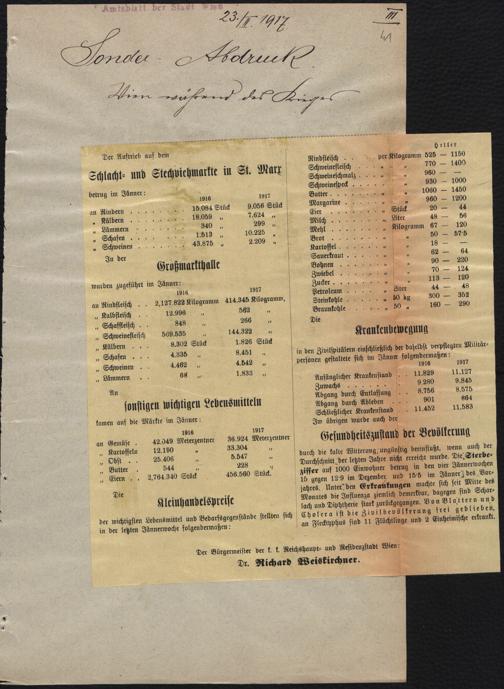 Amtsblatt der Stadt Wien
23./II. 1917
III
Sonder-Abdruck
Wien während des Krieges
Der Auftrieb auf dem
Schlacht- und Stechviehmarkte in St. Marx
betrug im Jänner:
1916 1917
an Rindern . . . . 15.084 Stück 9.056 Stück
„ Kälbern . . . . 18.059 „ 7.624 „
„ Lämmern . . . . 340 „ 299 „
„ Schafen . . . . 1.513 „ 10.225 „
„ Schweinen . . . . 43.875 „ 2.209 „
In der
Großmarkthalle
wurden zugeführt im Jänner:
1916 1917
an Rindfleisch . . . 2,127.822 Kilogramm 414.345 Kilogramm,
„ Kalbfleisch . . . 12.996 „ 562 „
„ Schaffleisch . . . 848 „ 266 „
„ Schweinefleisch 509.535 „ 144.322 „
„ Kälbern . . . . 8.302 Stück 1.826 Stück
„ Schafen . . . . 4.335 „ 8.451 „
„ Schweinen . . . 4.462 „ 4.542 „
„ Lämmern . . . . 68 „ 1.833 „
An
sonstigen wichtigen Lebensmitteln
kamen auf die Märkte im Jänner:
1916 1917
an Gemüse . . 42.049 Meterzentner 36.924 Meterzentner
„ Kartoffeln . . 12.190 „ 33.304 „
„ Obst . . . 25.406 „ 5.547 „
„ Butter . . . 544 „ 228 „
„ Eiern . . . 2,764.340 Stück 456.560 Stück.
Die
Kleinhandelspreise
der wichtigsten Lebensmittel und Bedarfsgegenstände stellten sich
in der letzten Jännerwoche folgendermaßen:
Heller
Rindfleisch . . . . per Kilogramm 525 — 1150
Schweinefleisch . . . „ 770 — 1400
Schweineschmalz . . . „ 960 —
Schweinespeck . . . „ 930 — 1000
Butter . . . . „ 1060 — 1450
Margarine . . . . „ 960 — 1200
Eier . . . . Stück 20 — 44
Milch . . . . Liter 48 — 56
Mehl . . . . Kilogramm 67 — 120
Brot . . . . „ 50 — 57·5
Kartoffel . . . . „ 18 —
Sauerkraut . . . . „ 62 — 64
Bohnen . . . . „ 90 — 220
Zwiebel . . . . „ 70 — 124
Zucker . . . . „ 113 — 120
Petroleum . . . . Liter 44 — 48
Steinkohle . . . . 50 kg 300 — 352
Braunkohle . . . . „ 160 — 290
Die
Krankenbewegung
in den Zivilspitälern einschließlich der daselbst verpflegten Militär-
personen gestaltete sich im Jänner folgendermaßen:
1916 1917
Anfänglicher Krankenstand . . 11.829 11.127
Zuwachs . . . . 9.280 9.845
Abgang durch Entlassung . . 8.756 8.575
Abgang durch Ableben . . 901 864
Schließlicher Krankenstand . . 11.452 11.533
Im übrigen wurde auch der
Gesundheitszustand der Bevölkerung
durch die kalte Witterung ungünstig beeinflußt, wenn auch der
Durchschnitt der letzten Jahre nicht erreicht wurde. Die Sterbe-
ziffer auf 1000 Einwohner betrug in den vier Jännerwochen
15 gegen 12·9 im Dezember und 15·5 im Jänner des Vor-
jahres. Unter den Erkrankungen machte sich seit Mitte des
Monates die Influenza ziemlich bemerkbar, dagegen sind Schar-
lach und Diphtherie stark zurückgegangen. Von Blattern und
Cholera ist die Zivilbevölkerung frei geblieben,
an Flecktyphus sind 11 Flüchtlinge und 2 Einheimische erkrankt.
Der Bürgermeister der k. k. Reichshaupt- und Residenzstadt Wien:
Dr. Richard Weiskirchner.